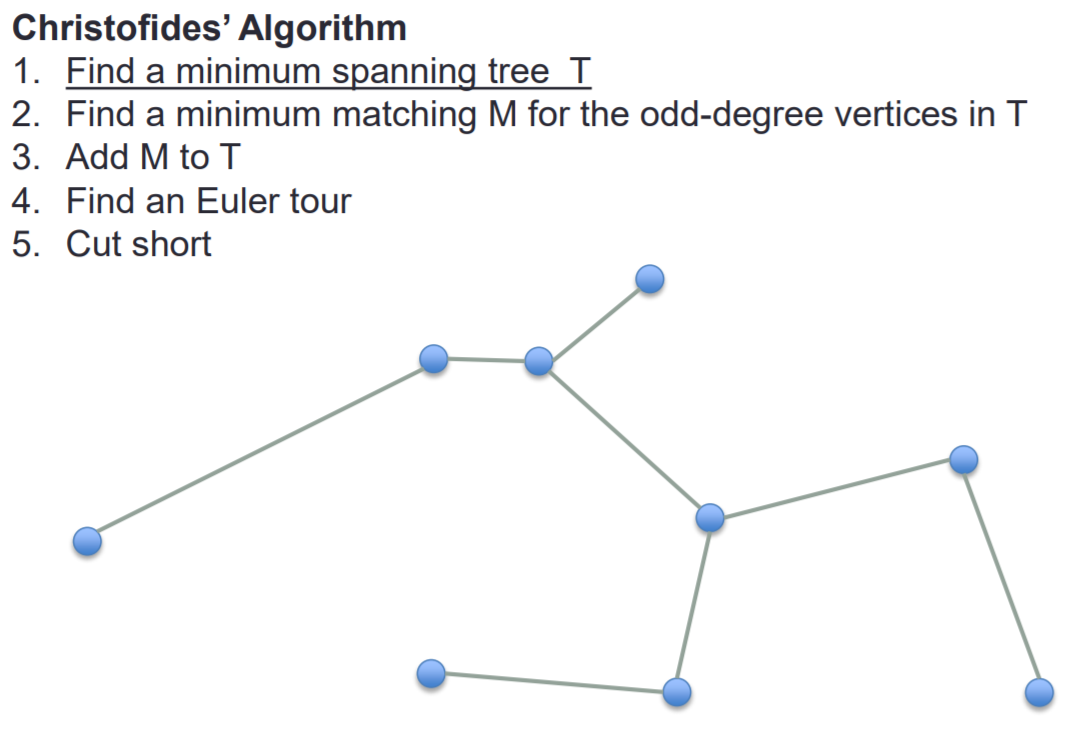 Christofides’ Algorithm
1. Find a minimum spanning tree T
2. Find a minimum matching M for the odd-degree vertices in T
3. Add M to T
4. Find an Euler tour
5. Cut short